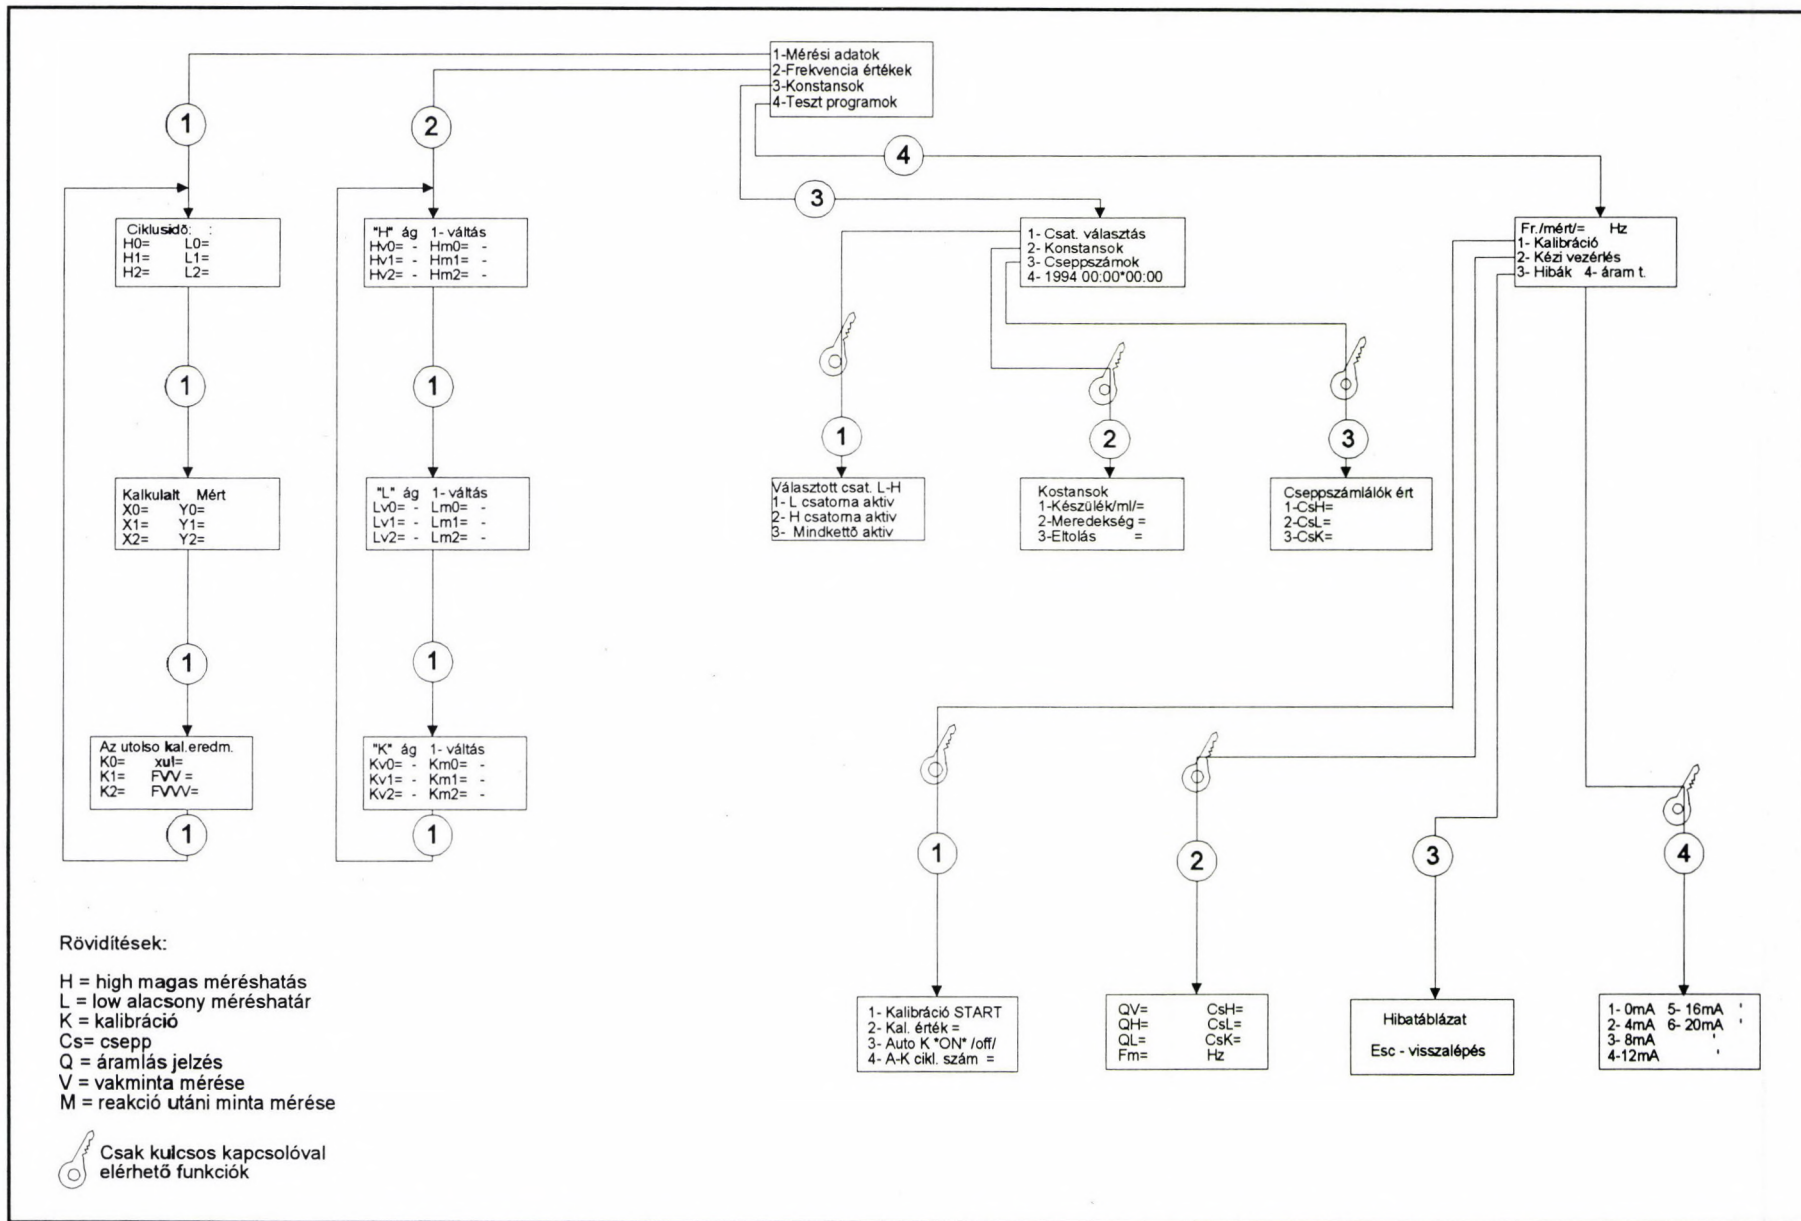 1-Mérési adatok
2-Frekvencia értékek
3-Konstansok
4-Teszt programok
1
2
4
3
Ciklusidő: :
H0= L0=
H1= L1=
H2= L2=
"H" ág 1- váltás
Hv0= - Hm0= -
Hv1= - Hm1= -
Hv2= - Hm2= -
1- Csat. választás
2- Konstansok
3- Cseppszámok
4- 1994 00:00*00:00
Fr./mért/= Hz
1- Kalibráció
2- Kézi vezérlés
3- Hibák 4- áram t.
1
1
1
2
3
Kalkulalt Mért
X0= Y0=
X1= Y1=
X2= Y2=
"L" ág 1- váltás
Lv0= - Lm0= -
Lv1= - Lm1= -
Lv2= - Lm2= -
Választott csat. L-H
1- L csatorna aktiv
2- H csatorna aktiv
3- Mindkettő aktiv
Kostansok
1-Készülék/ml/=
2-Meredekség =
3-Eltolás =
Cseppszámlálók ért
1-CsH=
2-CsL=
3-CsK=
1
1
Az utolso kal.eredm.
K0= xul=
K1= FVV =
K2= FVVV=
"K" ág 1- váltás
Kv0= - Km0= -
Kv1= - Km1= -
Kv2= - Km2= -
1
1
1
2
3
4
1- Kalibráció START
2- Kal. érték =
3- Auto K *ON* /off/
4- A-K cikl. szám =
QV= CsH=
QH= CsL=
QL= CsK=
Fm= Hz
Hibatáblázat
Esc - visszalépés
1- 0mA 5- 16mA '
2- 4mA 6- 20mA '
3- 8mA '
4-12mA '
Rövidítések:
H = high magas méréshatás
L = low alacsony méréshatár
K = kalibráció
Cs= csepp
Q = áramlás jelzés
V = vakminta mérése
M = reakció utáni minta mérése
Csak kulcsos kapcsolóval
elérhető funkciók